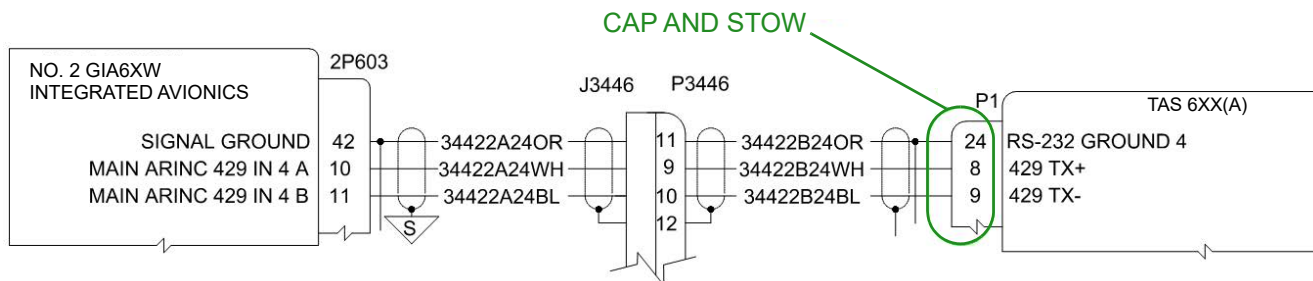 CAP AND STOW
NO. 2 GIA6XW
INTEGRATED AVIONICS
2P603
J3446 P3446
P1
TAS 6XX(A)
SIGNAL GROUND 42 34422A24OR 11 34422B24OR 24 RS-232 GROUND 4
MAIN ARINC 429 IN 4 A 10 34422A24WH 9 34422B24WH 8 429 TX+
MAIN ARINC 429 IN 4 B 11 34422A24BL 10 34422B24BL 9 429 TX-
S 12